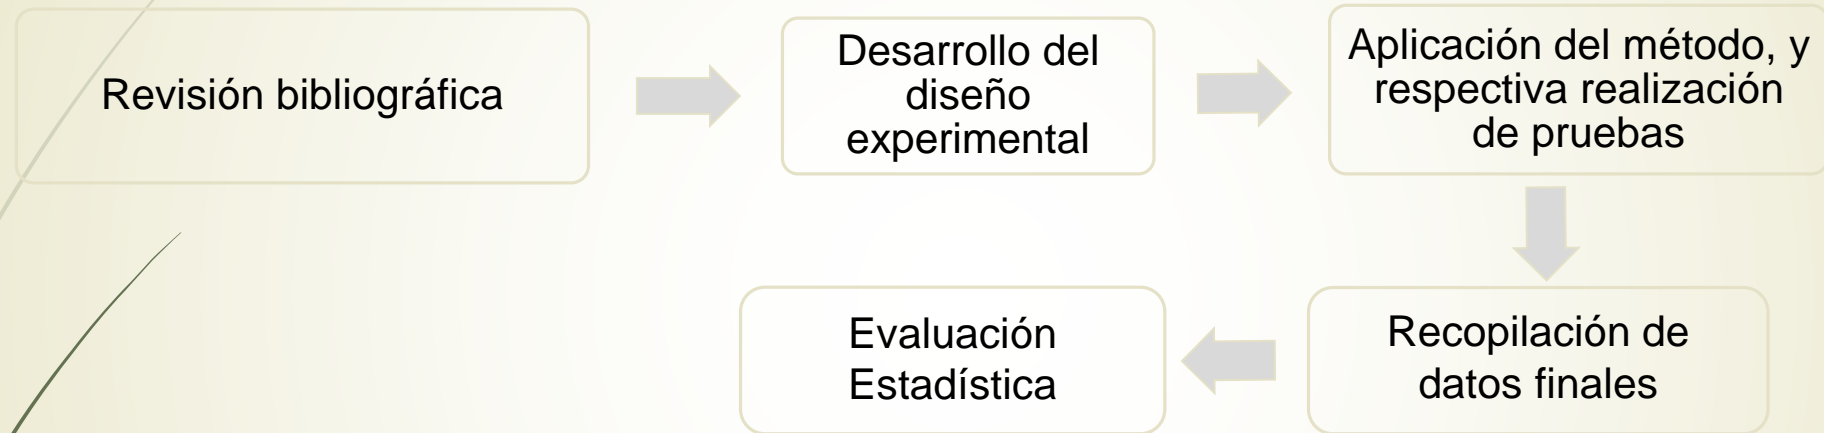 Revisión bibliográfica
Desarrollo del
diseño
experimental
Aplicación del método, y
respectiva realización
de pruebas
Recopilación de
datos finales
Evaluación
Estadística